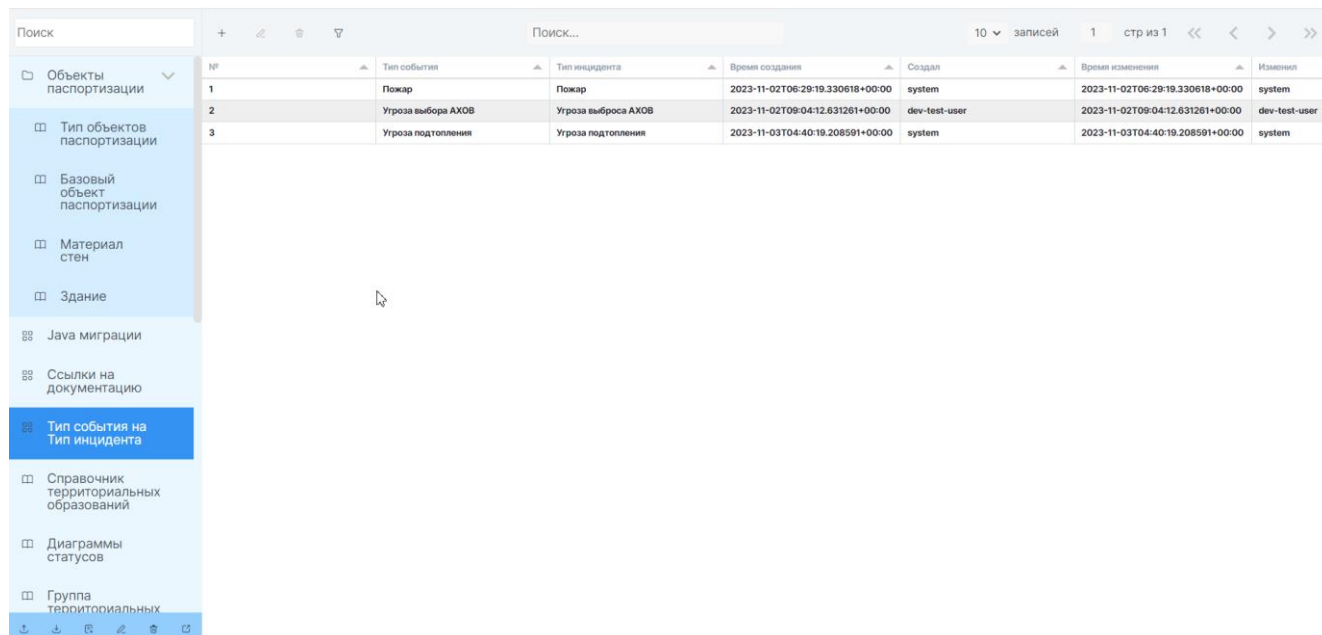 Поиск
Поиск...
10 записей 1 стр из 1
Объекты
паспортизации
Тип объектов
паспортизации
Базовый
объект
паспортизации
Материал
стен
Здание
Java миграции
Ссылки на
документацию
Тип события на
Тип инцидента
Справочник
территориальных
образований
Диаграммы
статусов
Группа
территориальных
№ Тип события Тип инцидента Время создания Создал Время изменения Изменил
1 Пожар Пожар 2023-11-02T06:29:19.330618+00:00 system 2023-11-02T06:29:19.330618+00:00 system
2 Угроза выбора АХОВ Угроза выброса АХОВ 2023-11-02T09:04:12.631261+00:00 dev-test-user 2023-11-02T09:04:12.631261+00:00 dev-test-user
3 Угроза подтопления Угроза подтопления 2023-11-03T04:40:19.208591+00:00 system 2023-11-03T04:40:19.208591+00:00 system